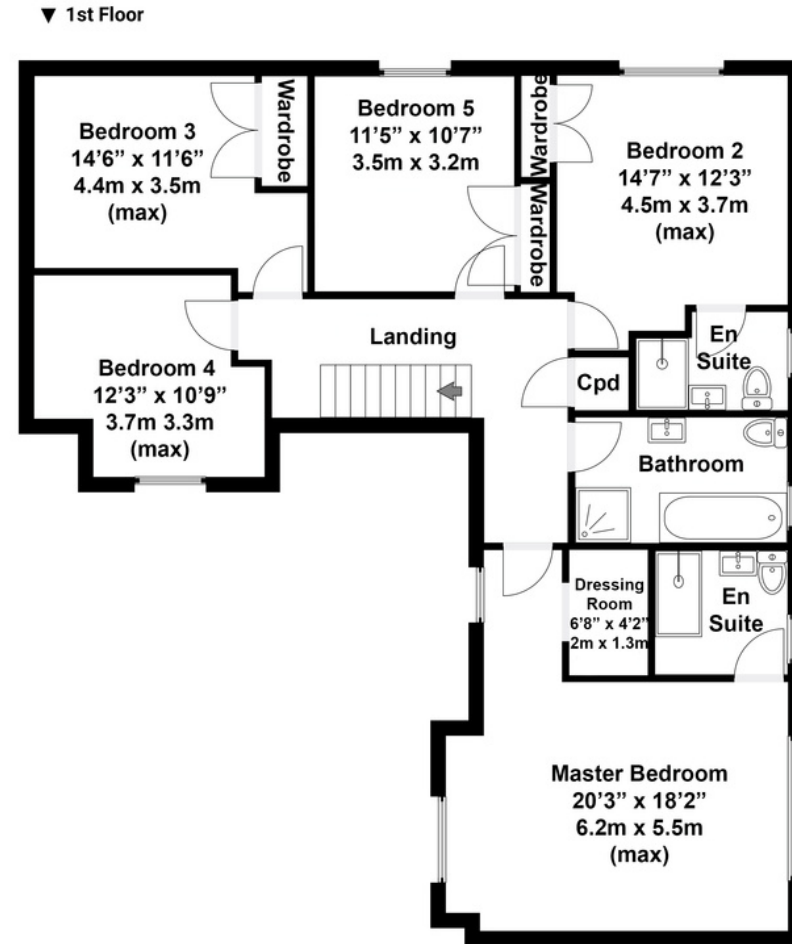 ▼ 1st Floor
Bedroom 3
14’6” x 11’6”
4.4m x 3.5m
(max)
Wardrobe
Bedroom 5
11’5” x 10’7”
3.5m x 3.2m
Wardrobe
Wardrobe
Bedroom 2
14’7” x 12’3”
4.5m x 3.7m
(max)
Landing
Bedroom 4
12’3” x 10’9”
3.7m 3.3m
(max)
Cpd
En
Suite
Bathroom
Dressing
Room
6’8” x 4’2”
2m x 1.3m
En
Suite
Master Bedroom
20’3” x 18’2”
6.2m x 5.5m
(max)